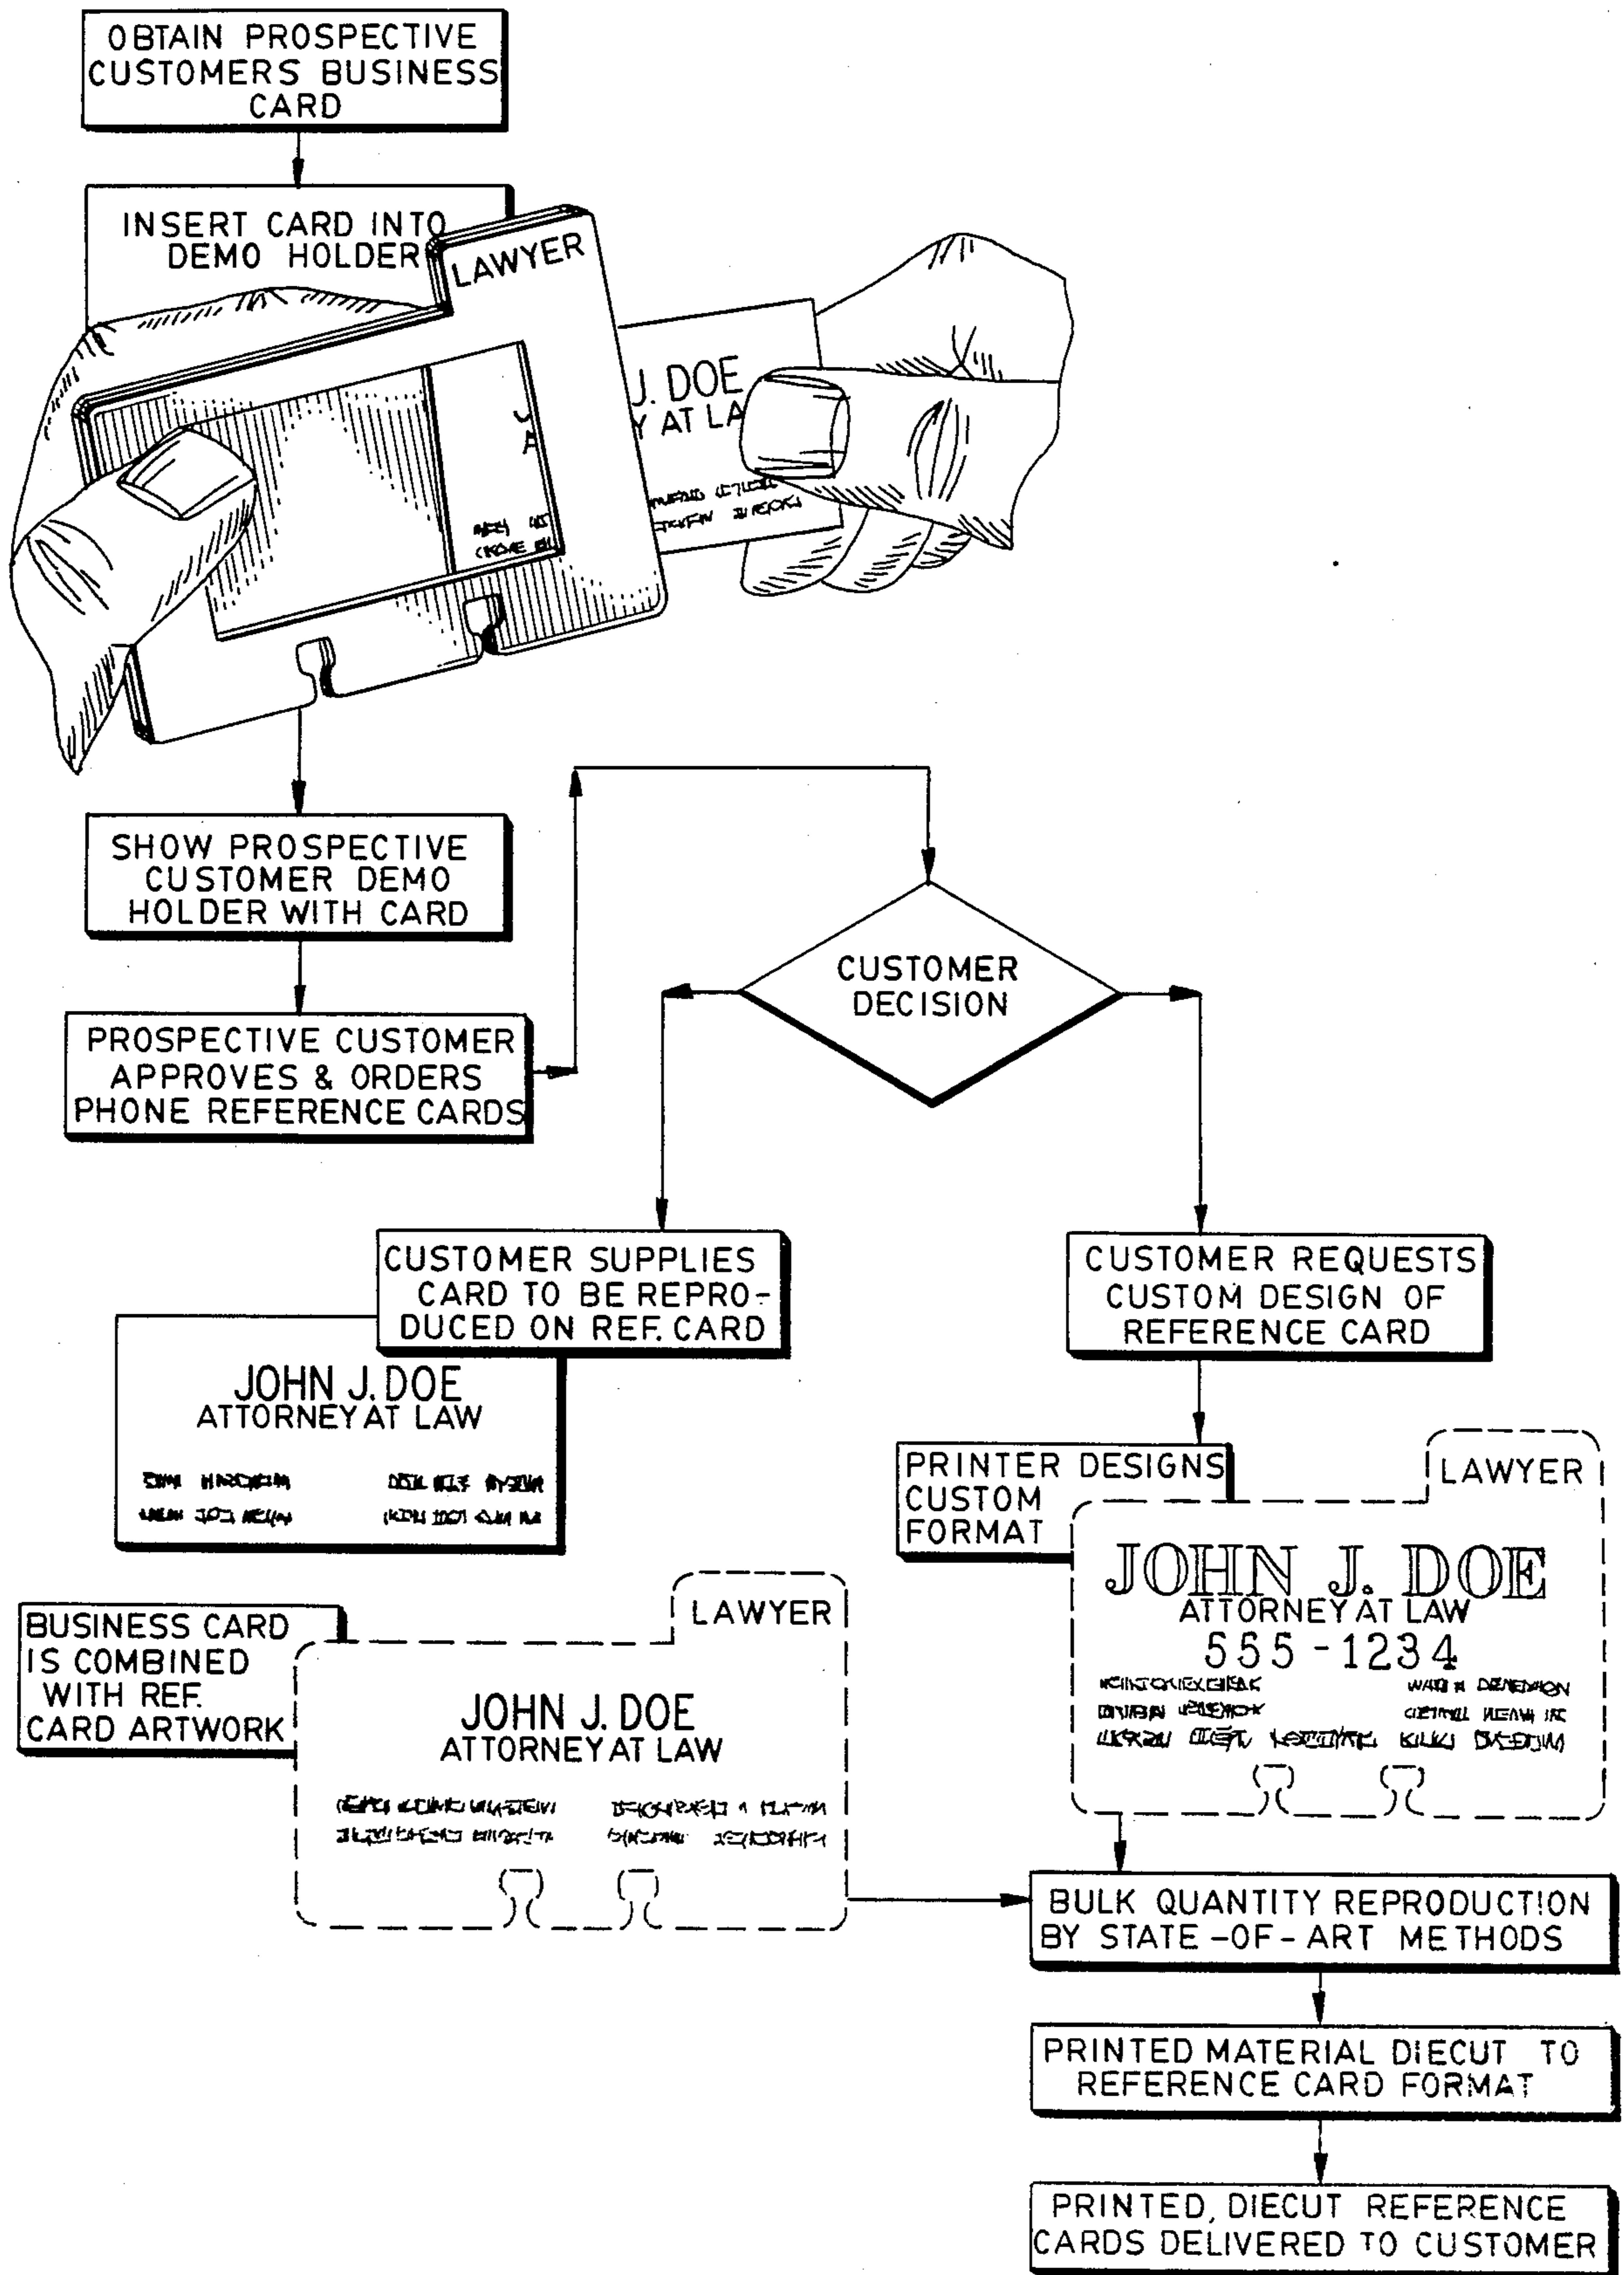 OBTAIN PROSPECTIVE
CUSTOMERS BUSINESS
CARD
INSERT CARD INTO
DEMO HOLDER
LAWYER
J. DOE
Y AT LA
SHOW PROSPECTIVE
CUSTOMER DEMO
HOLDER WITH CARD
PROSPECTIVE CUSTOMER
APPROVES & ORDERS
PHONE REFERENCE CARDS
CUSTOMER
DECISION
CUSTOMER SUPPLIES
CARD TO BE REPRO-
DUCED ON REF. CARD
JOHN J. DOE
ATTORNEY AT LAW
CUSTOMER REQUESTS
CUSTOM DESIGN OF
REFERENCE CARD
PRINTER DESIGNS
CUSTOM
FORMAT
LAWYER
JOHN J. DOE
ATTORNEY AT LAW
555-1234
BUSINESS CARD
IS COMBINED
WITH REF.
CARD ARTWORK
LAWYER
JOHN J. DOE
ATTORNEY AT LAW
BULK QUANTITY REPRODUCTION
BY STATE-OF-ART METHODS
PRINTED MATERIAL DIECUT TO
REFERENCE CARD FORMAT
PRINTED, DIECUT REFERENCE
CARDS DELIVERED TO CUSTOMER